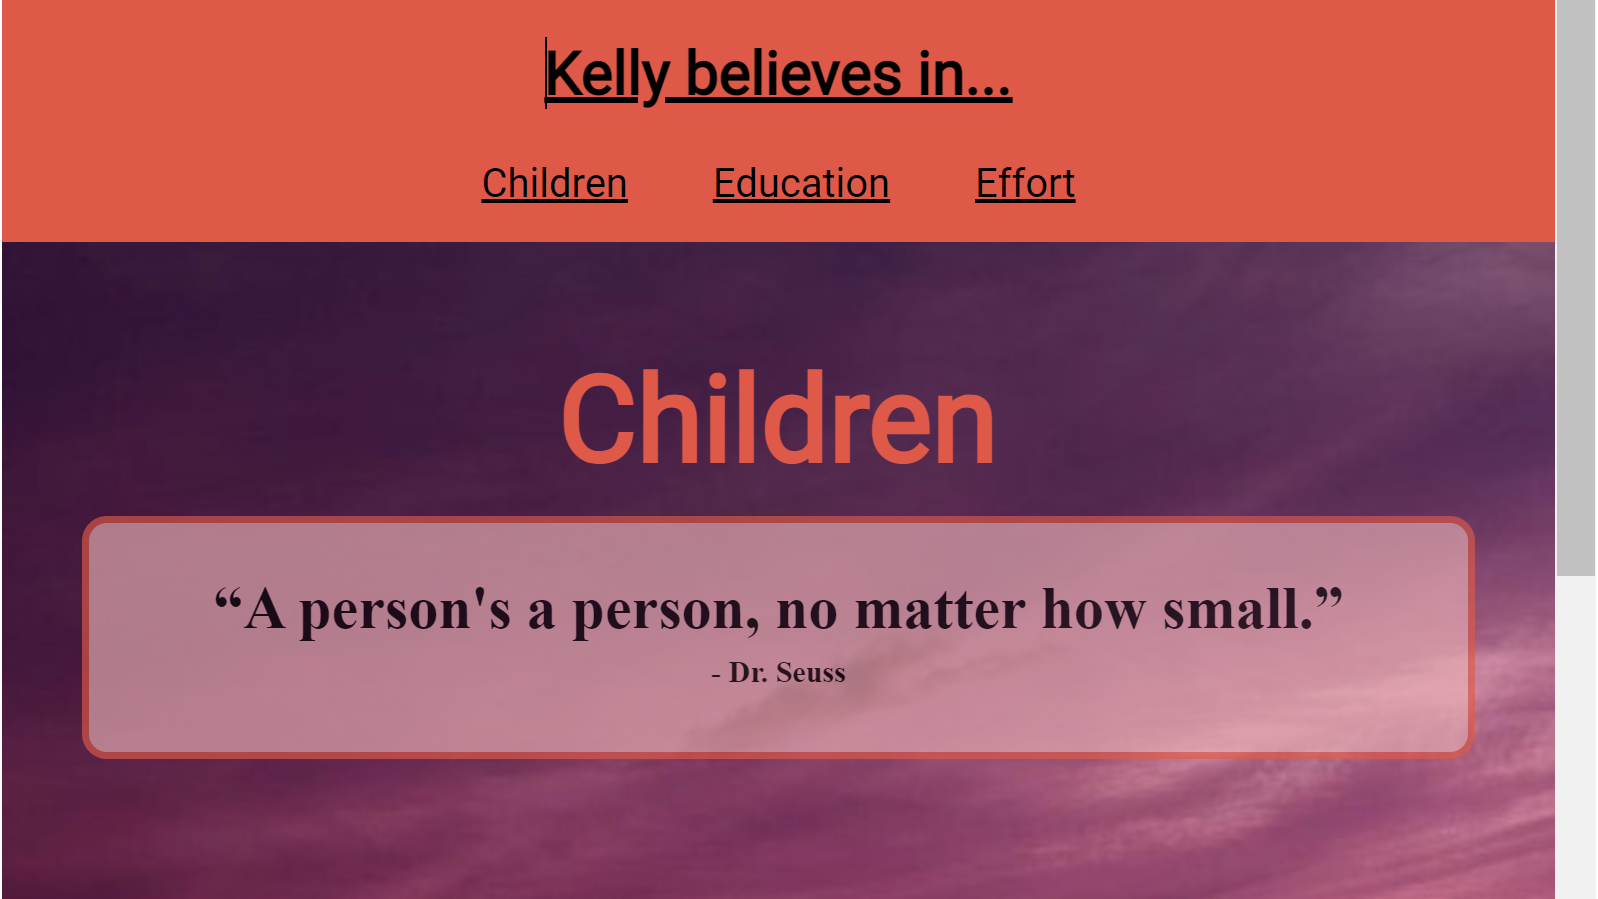 Kelly believes in...
Children Education Effort
Children
“A person's a person, no matter how small.”
- Dr. Seuss